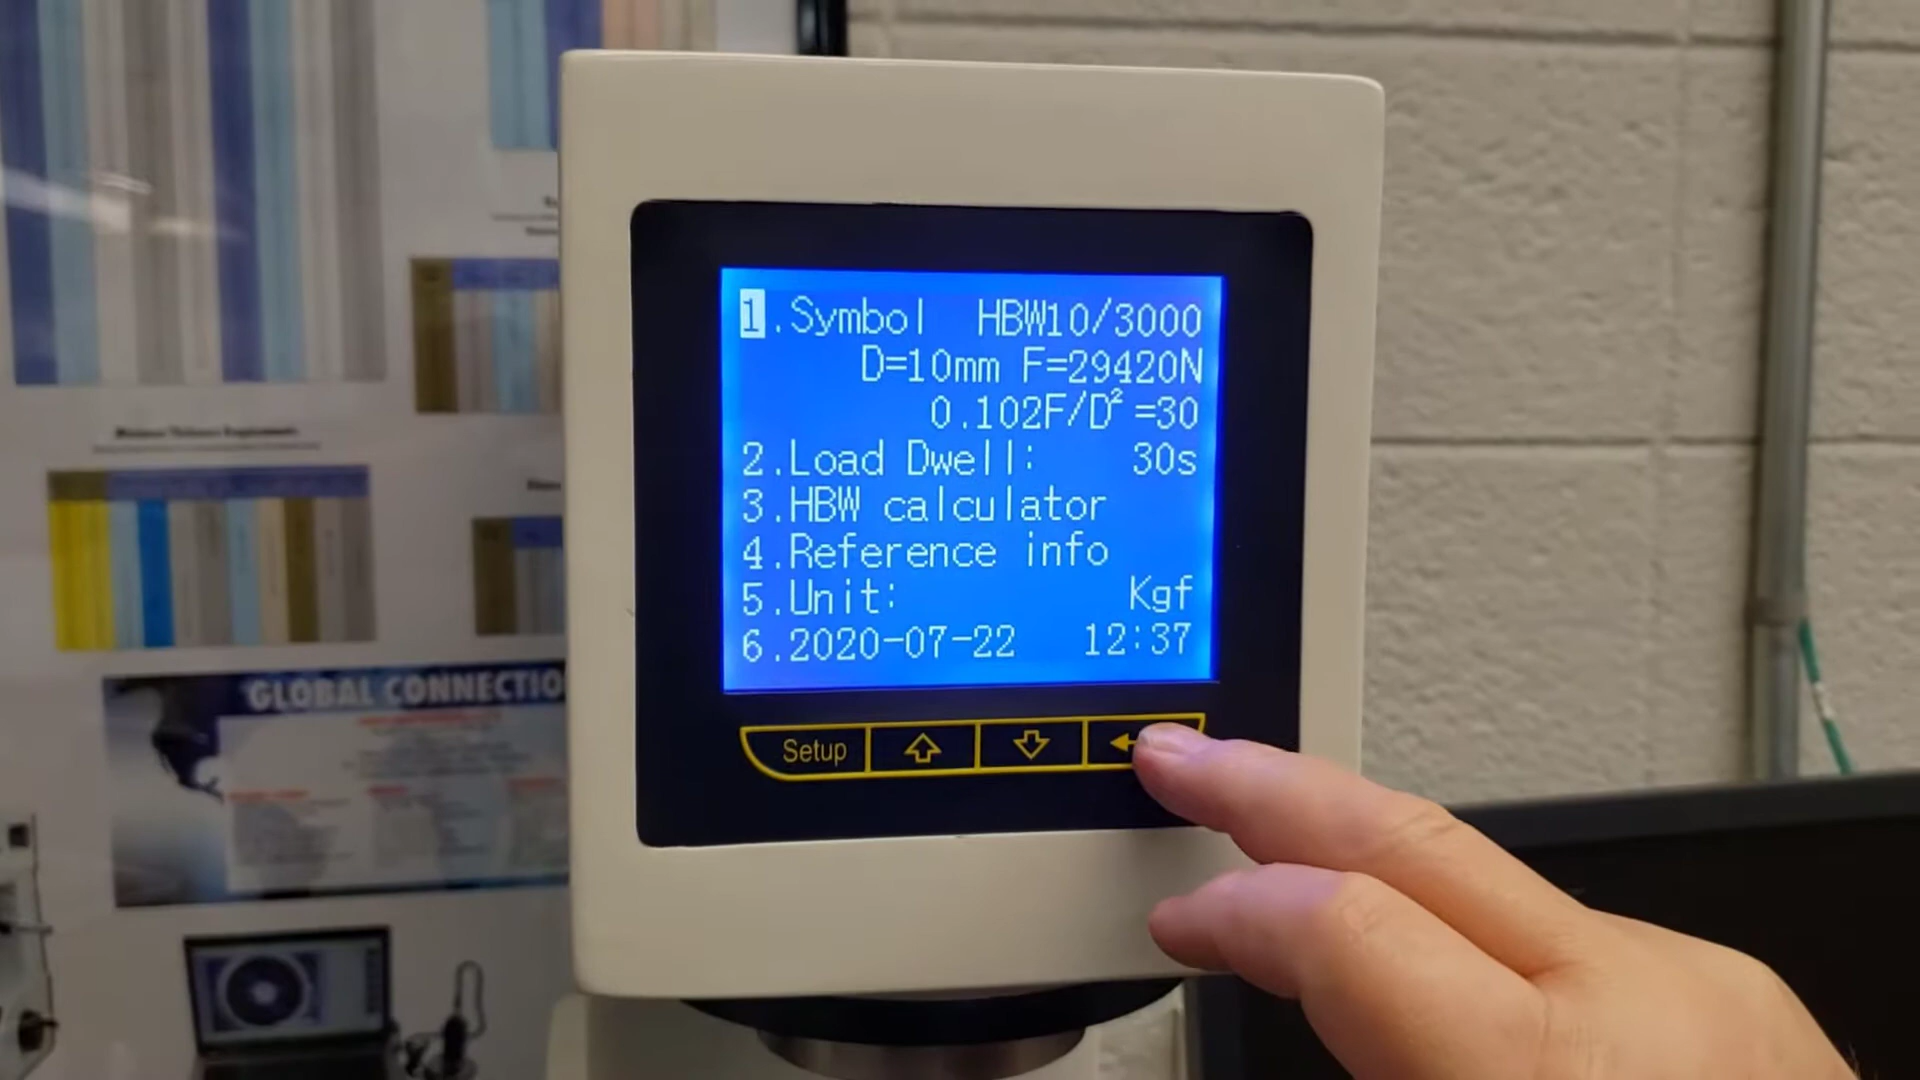 1.Symbol HBW10/3000
D=10mm F=29420N
0.102F/D²=30
2.Load Dwell: 30s
3.HBW calculator
4.Reference info
5.Unit: Kgf
6.2020-07-22 12:37
Setup
GLOBAL CONNECTIO